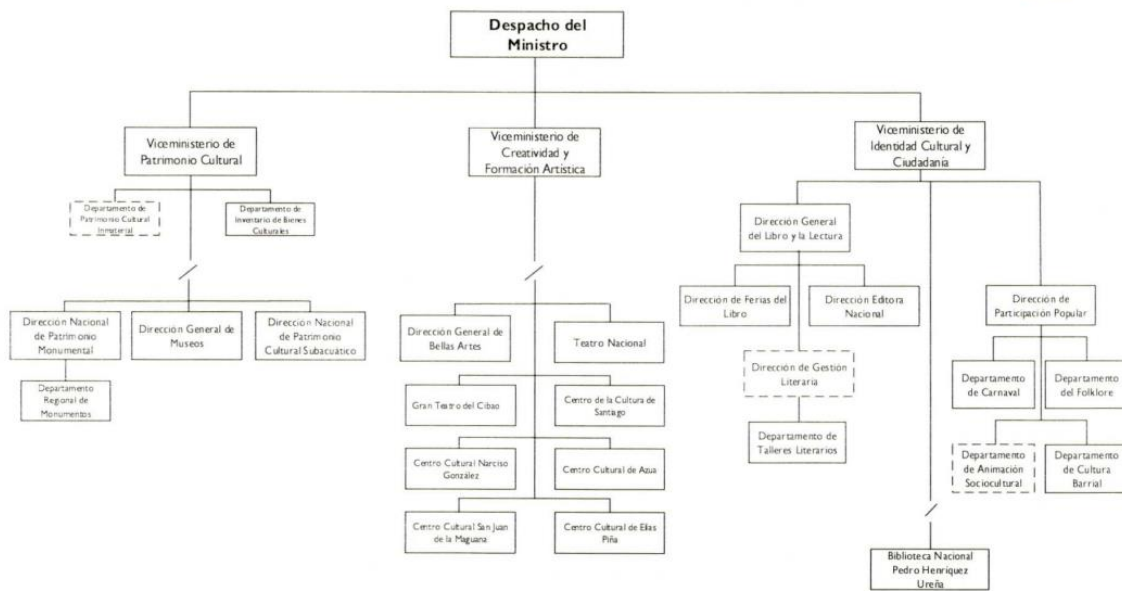 Despacho del
Ministro
Viceministerio de
Patrimonio Cultural
Departamento de
Patrimonio Cultural
Inmaterial
Departamento de
Inventario de Bienes
Culturales
Dirección Nacional
de Patrimonio
Monumental
Dirección General de
Museos
Dirección Nacional
de Patrimonio
Cultural Subacuático
Departamento
Regional de
Monumentos
Viceministerio de
Creatividad y
Formación Artística
Dirección General de
Bellas Artes
Teatro Nacional
Gran Teatro del Cibao
Centro de la Cultura de
Santiago
Centro Cultural Narciso
González
Centro Cultural de Azua
Centro Cultural San Juan
de la Maguana
Centro Cultural de Elías
Piña
Viceministerio de
Identidad Cultural y
Ciudadanía
Dirección General
del Libro y la Lectura
Dirección de Ferias del
Libro
Dirección Editora
Nacional
Dirección de Gestión
Literaria
Departamento de
Talleres Literarios
Dirección de
Participación Popular
Departamento
de Carnaval
Departamento
del Folklore
Departamento
de Animación
Sociocultural
Departamento
de Cultura
Barrial
Biblioteca Nacional
Pedro Henríquez
Ureña